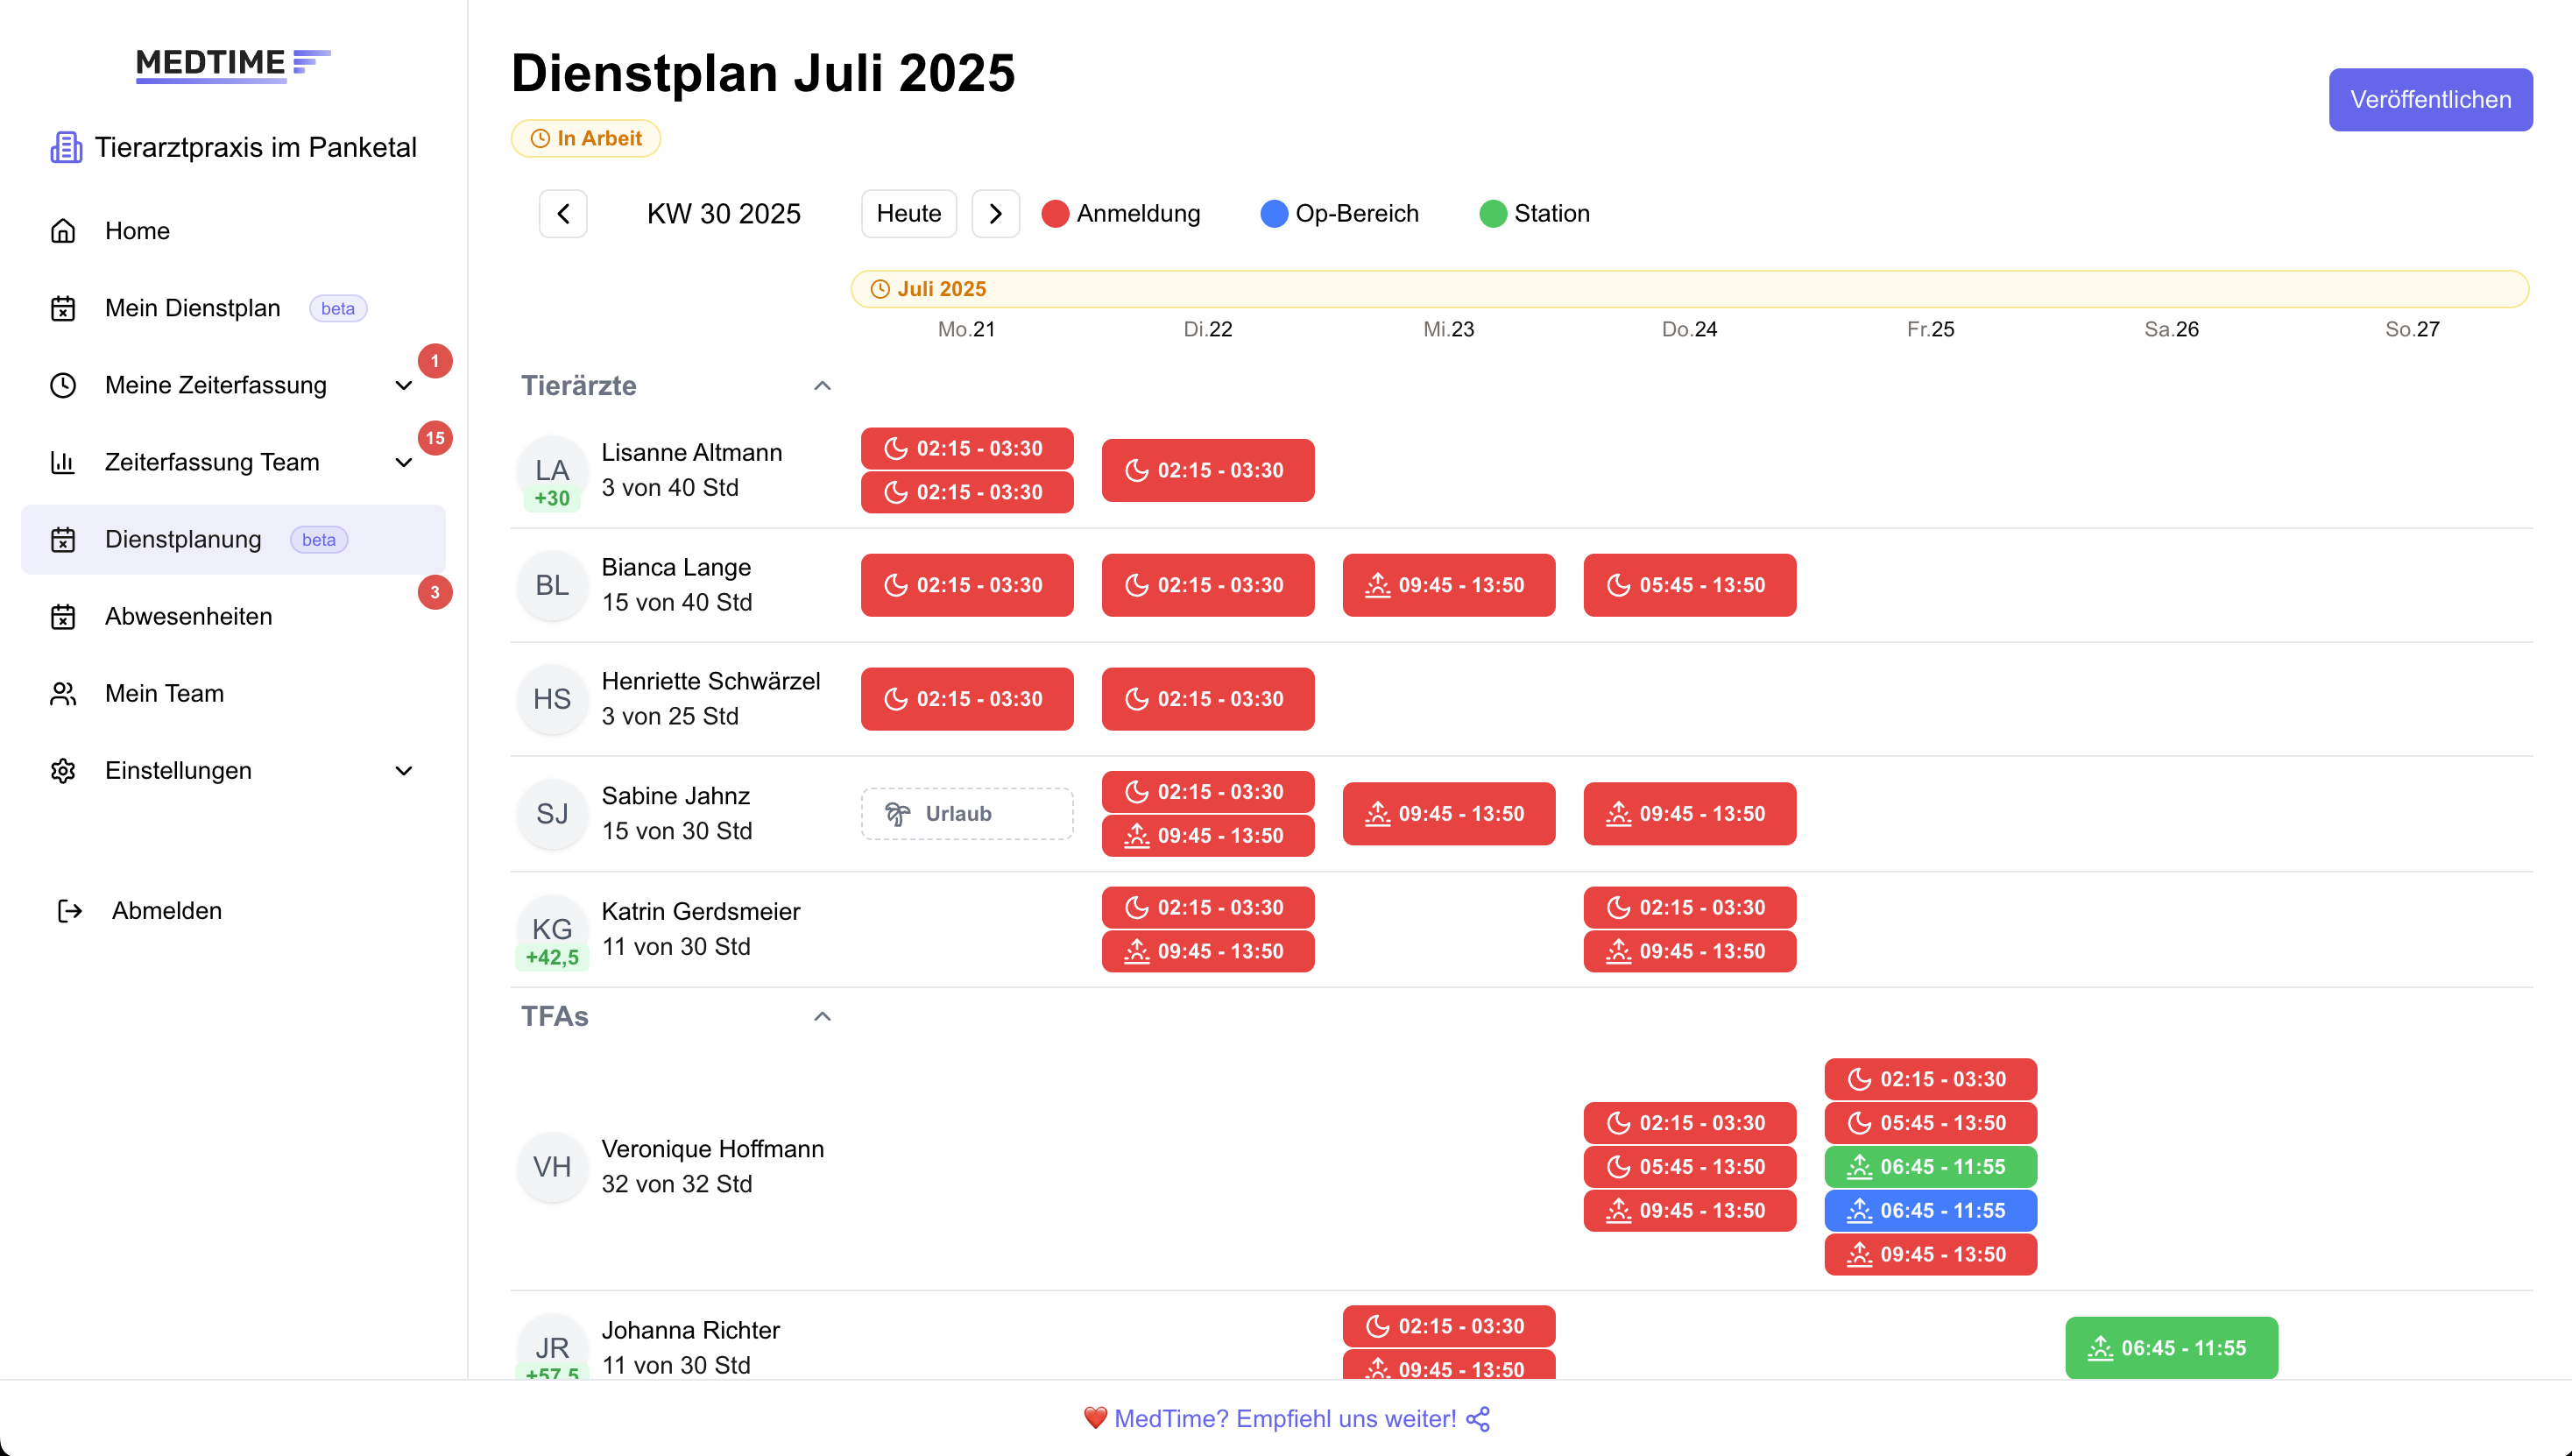 MEDTIME
Tierarztpraxis im Panketal
Home
Mein Dienstplan beta
1
Meine Zeiterfassung
15
Zeiterfassung Team
Dienstplanung beta
3
Abwesenheiten
Mein Team
Einstellungen
Abmelden
Dienstplan Juli 2025
Veröffentlichen
In Arbeit
KW 30 2025 Heute Anmeldung Op-Bereich Station
Juli 2025
Mo.21 Di.22 Mi.23 Do.24 Fr.25 Sa.26 So.27
Tierärzte
LA +30 Lisanne Altmann
3 von 40 Std
02:15 - 03:30
02:15 - 03:30
02:15 - 03:30
BL Bianca Lange
15 von 40 Std
02:15 - 03:30
02:15 - 03:30
09:45 - 13:50
05:45 - 13:50
HS Henriette Schwärzel
3 von 25 Std
02:15 - 03:30
02:15 - 03:30
SJ Sabine Jahnz
15 von 30 Std
Urlaub
02:15 - 03:30
09:45 - 13:50
09:45 - 13:50
09:45 - 13:50
KG +42,5 Katrin Gerdsmeier
11 von 30 Std
02:15 - 03:30
09:45 - 13:50
02:15 - 03:30
09:45 - 13:50
TFAs
VH Veronique Hoffmann
32 von 32 Std
02:15 - 03:30
05:45 - 13:50
09:45 - 13:50
02:15 - 03:30
05:45 - 13:50
06:45 - 11:55
06:45 - 11:55
09:45 - 13:50
JR +57,5 Johanna Richter
11 von 30 Std
02:15 - 03:30
09:45 - 13:50
06:45 - 11:55
❤️ MedTime? Empfiehl uns weiter!